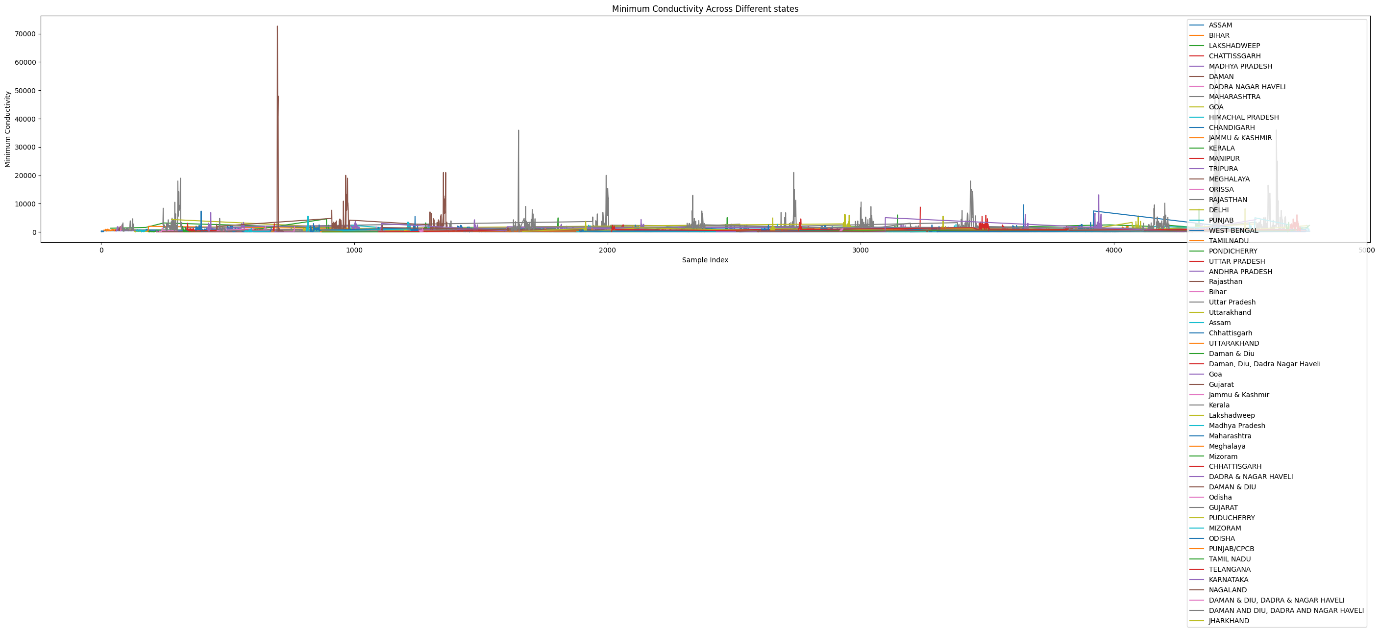 Minimum Conductivity Across Different states
Minimum Conductivity
70000
60000
50000
40000
30000
20000
10000
0
0
1000
2000
3000
4000
5000
Sample Index
ASSAM
BIHAR
LAKSHADWEEP
CHATTISSGARH
MADHYA PRADESH
DAMAN
DADRA NAGAR HAVELI
MAHARASHTRA
GOA
HIMACHAL PRADESH
CHANDIGARH
JAMMU & KASHMIR
KERALA
MANIPUR
TRIPURA
MEGHALAYA
ORISSA
RAJASTHAN
DELHI
PUNJAB
WEST BENGAL
TAMILNADU
PONDICHERRY
UTTAR PRADESH
ANDHRA PRADESH
Rajasthan
Bihar
Uttar Pradesh
Uttarakhand
Assam
Chhattisgarh
UTTARAKHAND
Daman & Diu
Daman, Diu, Dadra Nagar Haveli
Goa
Gujarat
Jammu & Kashmir
Kerala
Lakshadweep
Madhya Pradesh
Maharashtra
Meghalaya
Mizoram
CHHATTISGARH
DADRA & NAGAR HAVELI
DAMAN & DIU
Odisha
GUJARAT
PUDUCHERRY
MIZORAM
ODISHA
PUNJAB/CPCB
TAMIL NADU
TELANGANA
KARNATAKA
NAGALAND
DAMAN & DIU, DADRA & NAGAR HAVELI
DAMAN AND DIU, DADRA AND NAGAR HAVELI
JHARKHAND